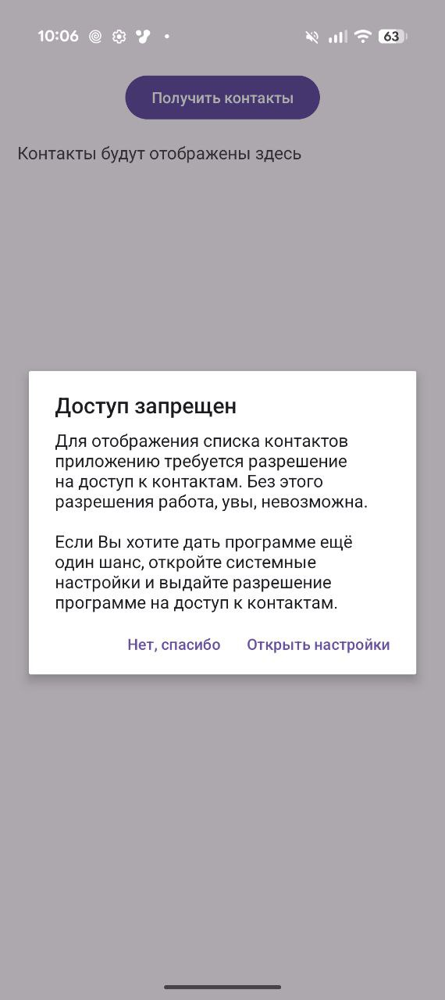 10:06
63
Получить контакты
Контакты будут отображены здесь
Доступ запрещен
Для отображения списка контактов
приложению требуется разрешение
на доступ к контактам. Без этого
разрешения работа, увы, невозможна.
Если Вы хотите дать программе ещё
один шанс, откройте системные
настройки и выдайте разрешение
программе на доступ к контактам.
Нет, спасибо
Открыть настройки